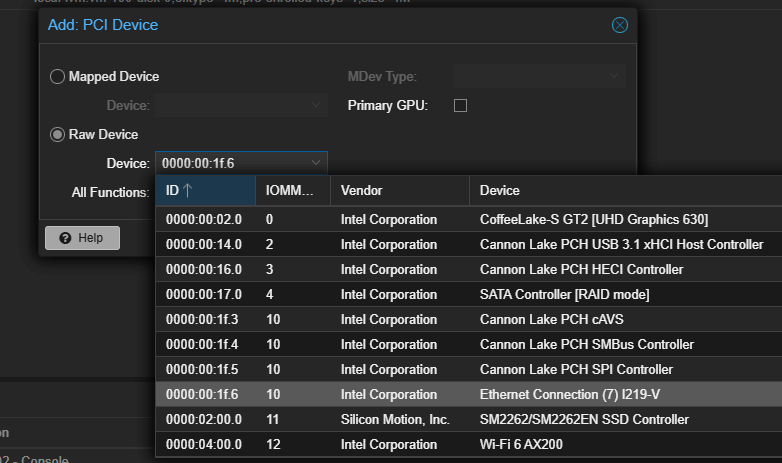 Add: PCI Device
Mapped Device MDev Type:
Device: Primary GPU:
Raw Device
Device: 0000:00:1f.6
All Functions:
ID IOMM... Vendor Device
0000:00:02.0 0 Intel Corporation CoffeeLake-S GT2 [UHD Graphics 630]
0000:00:14.0 2 Intel Corporation Cannon Lake PCH USB 3.1 xHCI Host Controller
0000:00:16.0 3 Intel Corporation Cannon Lake PCH HECI Controller
0000:00:17.0 4 Intel Corporation SATA Controller [RAID mode]
0000:00:1f.3 10 Intel Corporation Cannon Lake PCH cAVS
0000:00:1f.4 10 Intel Corporation Cannon Lake PCH SMBus Controller
0000:00:1f.5 10 Intel Corporation Cannon Lake PCH SPI Controller
0000:00:1f.6 10 Intel Corporation Ethernet Connection (7) I219-V
0000:02:00.0 11 Silicon Motion, Inc. SM2262/SM2262EN SSD Controller
0000:04:00.0 12 Intel Corporation Wi-Fi 6 AX200
Help
on
02 - Console